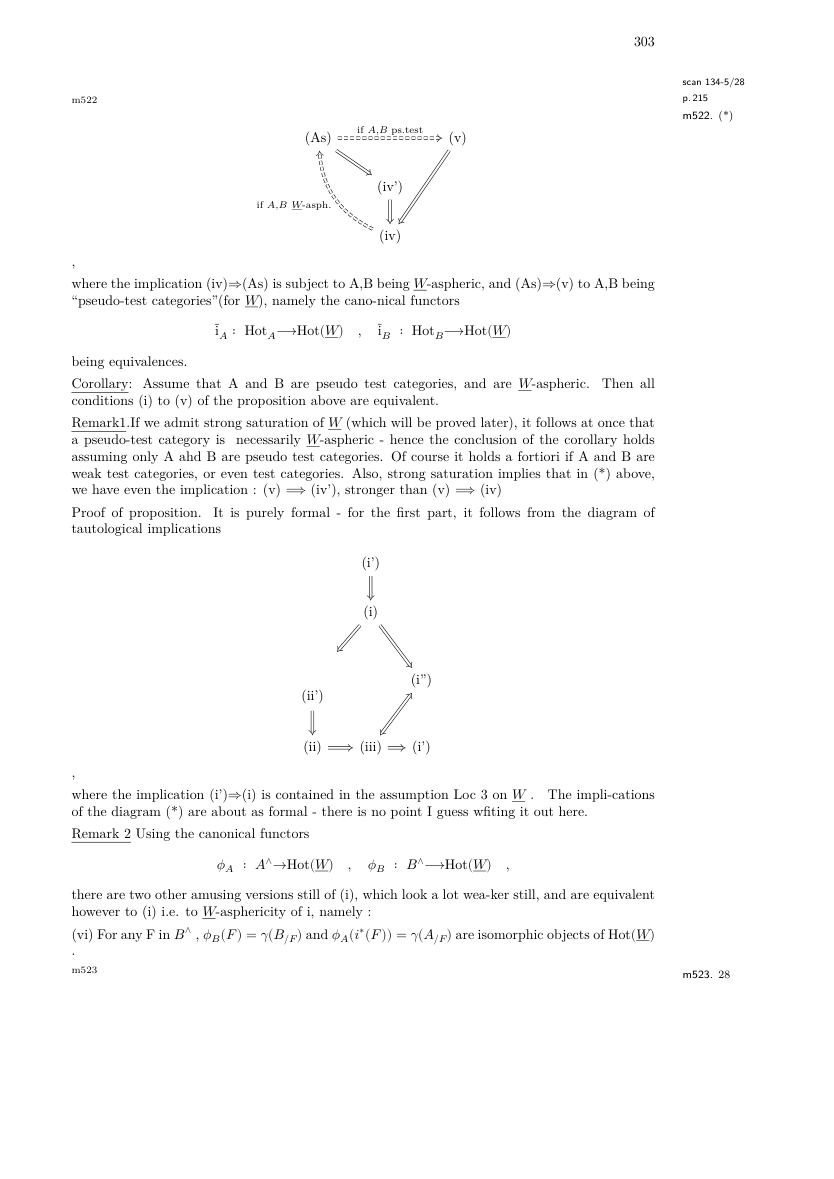 303
scan 134-5/28
p. 215
m522. (*)
m522
if A,B ps.test
(As) (v)
(iv')
if A,B W-asph.
(iv)
,
where the implication (iv)⇒(As) is subject to A,B being W-aspheric, and (As)⇒(v) to A,B being
“pseudo-test categories”(for W), namely the cano-nical functors
ī_A : Hot_A⟶Hot(W) , ī_B : Hot_B⟶Hot(W)
being equivalences.
Corollary: Assume that A and B are pseudo test categories, and are W-aspheric. Then all
conditions (i) to (v) of the proposition above are equivalent.
Remark1.If we admit strong saturation of W (which will be proved later), it follows at once that
a pseudo-test category is necessarily W-aspheric - hence the conclusion of the corollary holds
assuming only A ahd B are pseudo test categories. Of course it holds a fortiori if A and B are
weak test categories, or even test categories. Also, strong saturation implies that in (*) above,
we have even the implication : (v) ⟹ (iv'), stronger than (v) ⟹ (iv)
Proof of proposition. It is purely formal - for the first part, it follows from the diagram of
tautological implications
(i')
(i)
(i”)
(ii')
(ii) ⟹ (iii) ⟹ (i')
,
where the implication (i')⇒(i) is contained in the assumption Loc 3 on W . The impli-cations
of the diagram (*) are about as formal - there is no point I guess wfiting it out here.
Remark 2 Using the canonical functors
ϕ_A : A^∧→Hot(W) , ϕ_B : B^∧⟶Hot(W) ,
there are two other amusing versions still of (i), which look a lot wea-ker still, and are equivalent
however to (i) i.e. to W-asphericity of i, namely :
(vi) For any F in B^∧ , ϕ_B(F) = γ(B_/F) and ϕ_A(i*(F)) = γ(A_/F) are isomorphic objects of Hot(W)
.
m523
m523. 28